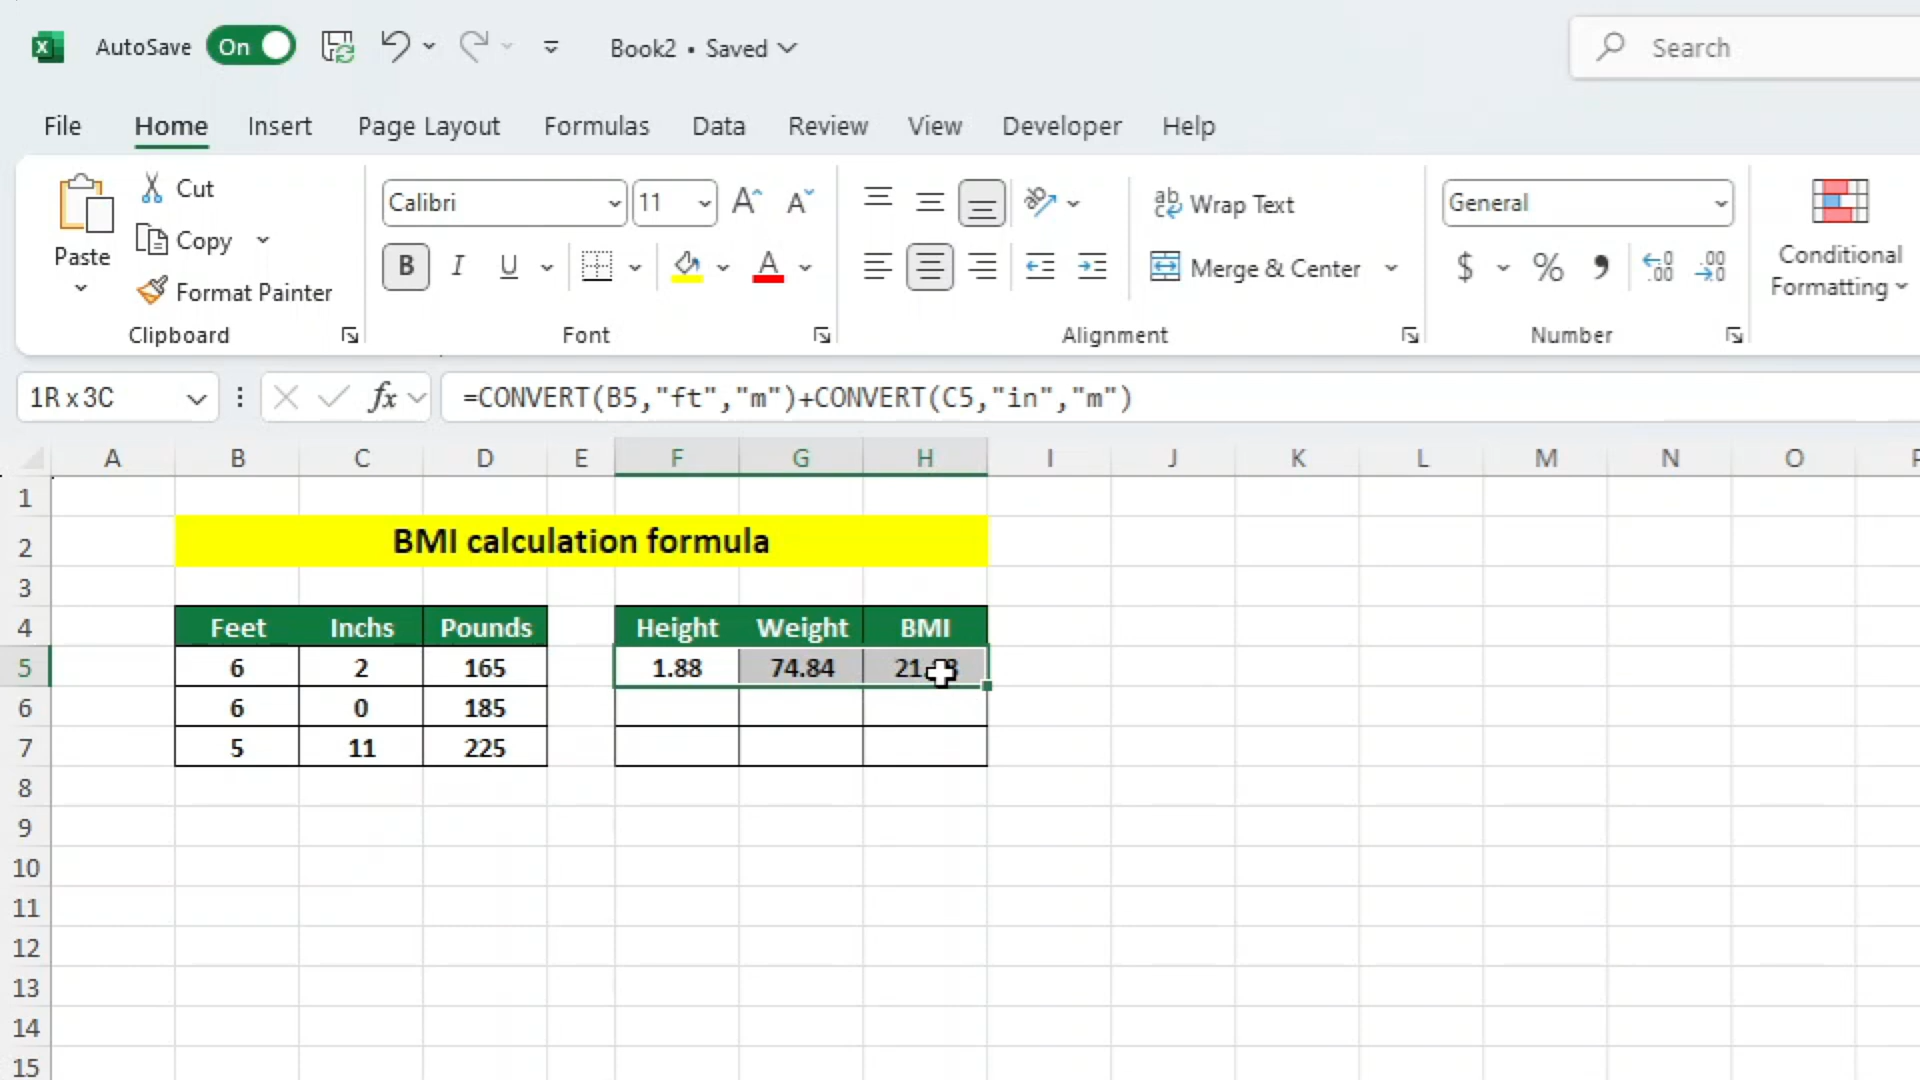 AutoSave On Book2 • Saved Search
File Home Insert Page Layout Formulas Data Review View Developer Help
Paste Cut Copy Format Painter Clipboard
Calibri 11 B I U A Font
Wrap Text Merge & Center Alignment
General $ % , Number
Conditional Formatting
1R x 3C fx =CONVERT(B5,"ft","m")+CONVERT(C5,"in","m")
A B C D E F G H I J K L M N O
1
2 BMI calculation formula
3
4 Feet Inchs Pounds Height Weight BMI
5 6 2 165 1.88 74.84
6 6 0 185
7 5 11 225
8
9
10
11
12
13
14
15